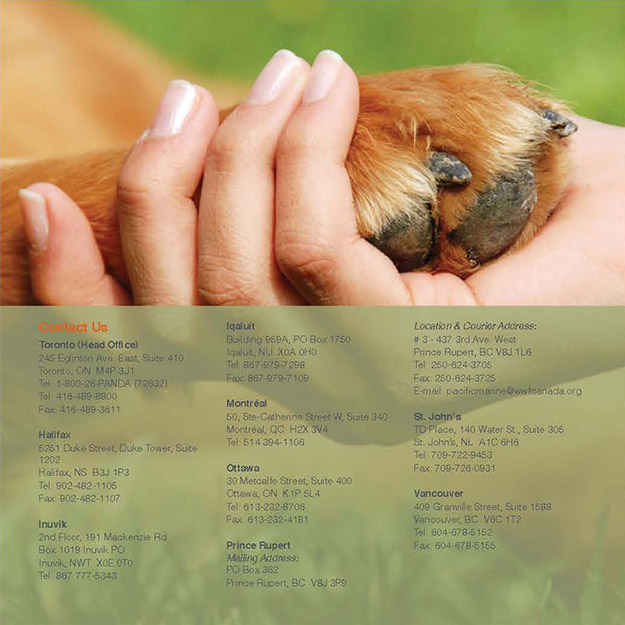 Contact Us
Toronto (Head Office)
245 Eglinton Ave. East, Suite 410
Toronto, ON M4P 3J1
Tel: 1-800-26-PANDA (72632)
Tel: 416-489-8800
Fax: 416-489-3611
Halifax
5251 Duke Street, Duke Tower, Suite
1202
Halifax, NS B3J 1P3
Tel: 902-482-1105
Fax: 902-482-1107
Inuvik
2nd Floor, 191 Mackenzie Rd
Box 1019 Inuvik PO
Inuvik, NWT X0E 0T0
Tel: 867 777-5343
Iqaluit
Building 959A, PO Box 1750
Iqaluit, NU X0A 0H0
Tel: 867-979-7298
Fax: 867-979-7109
Montréal
50, Ste-Catherine Street W, Suite 340
Montréal, QC H2X 3V4
Tel: 514 394-1106
Ottawa
30 Metcalfe Street, Suite 400
Ottawa, ON K1P 5L4
Tel: 613-232-8706
Fax: 613-232-4181
Prince Rupert
Mailing Address:
PO Box 362
Prince Rupert, BC V8J 3P9
Location & Courier Address:
# 3 - 437 3rd Ave. West
Prince Rupert, BC V8J 1L6
Tel: 250-624-3705
Fax: 250-624-3725
E-mail: pacificmarine@wwfcanada.org
St. John's
TD Place, 140 Water St., Suite 305
St. John's, NL A1C 6H6
Tel: 709-722-9453
Fax: 709-726-0931
Vancouver
409 Granville Street, Suite 1588
Vancouver, BC V6C 1T2
Tel: 604-678-5152
Fax: 604-678-5155